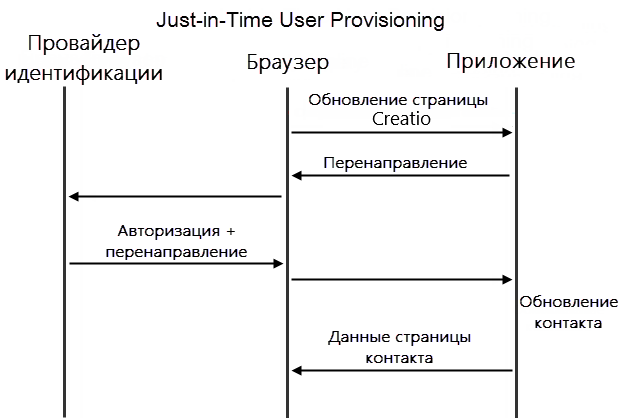 Just-in-Time User Provisioning
Провайдер
идентификации
Браузер
Приложение
Обновление страницы
Creatio
Перенаправление
Авторизация +
перенаправление
Обновление
контакта
Данные страницы
контакта